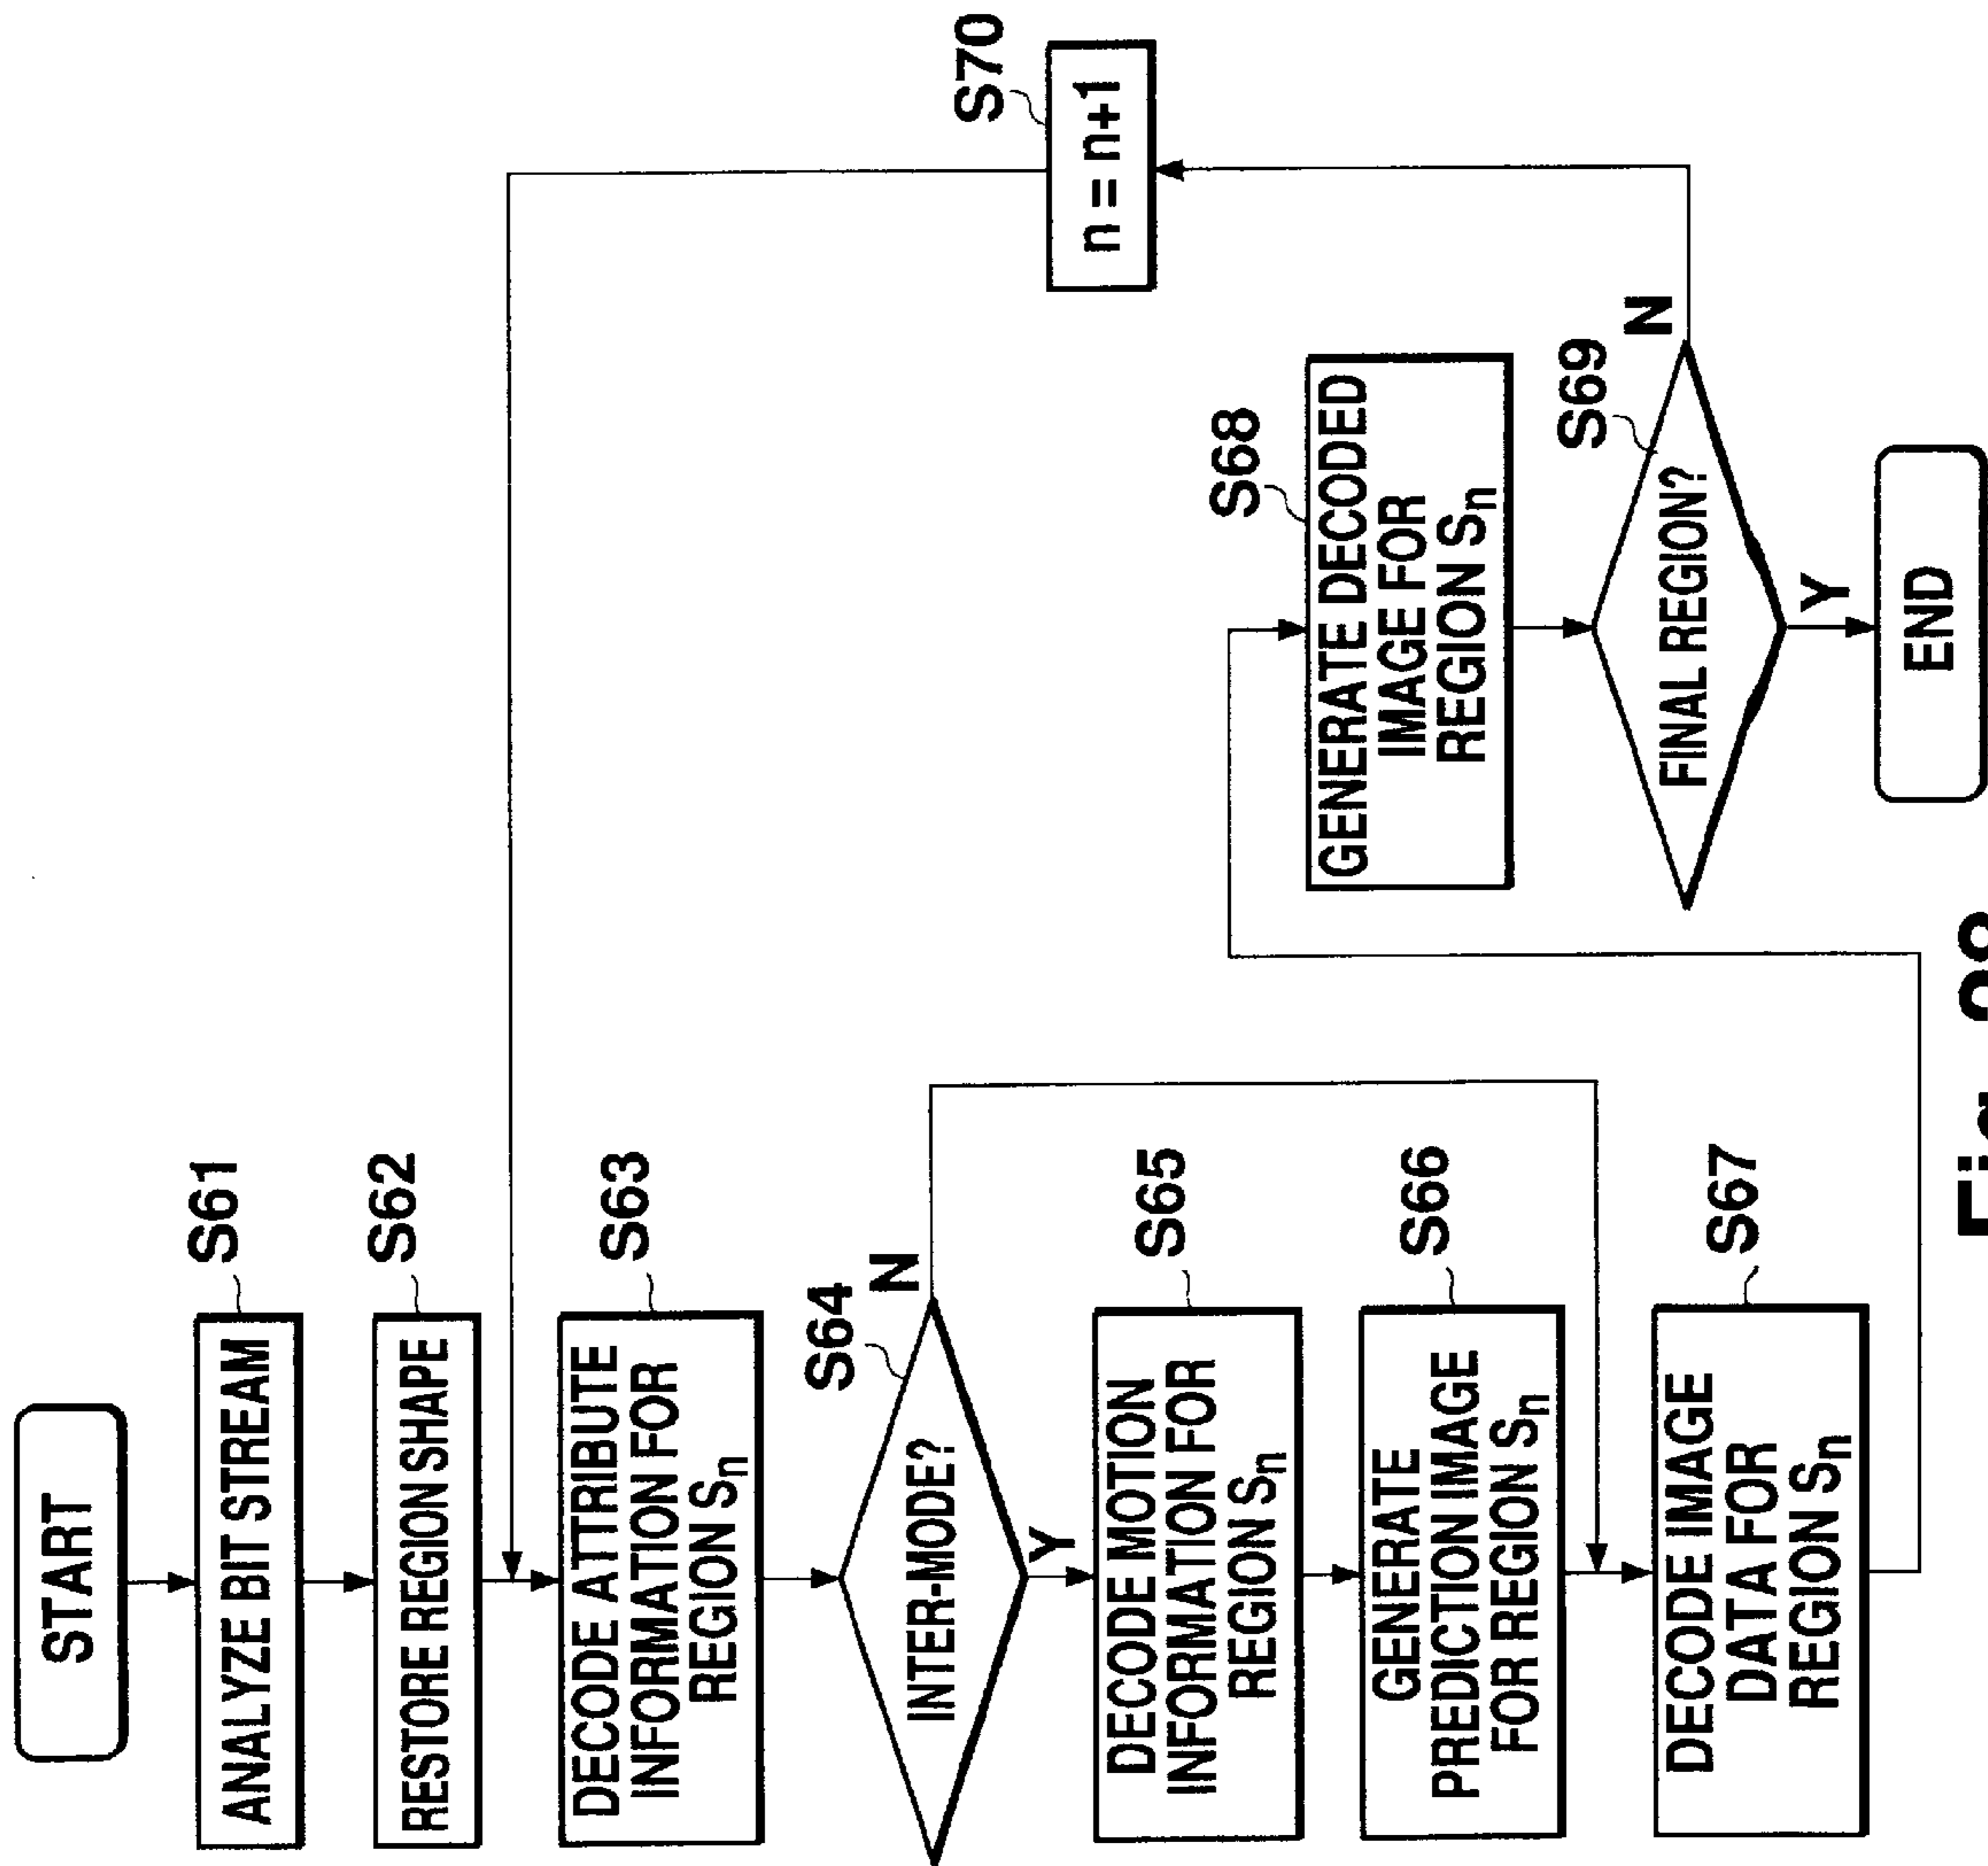 START
S61
ANALYZE BIT STREAM
S62
RESTORE REGION SHAPE
S63
DECODE ATTRIBUTE
INFORMATION FOR
REGION Sn
S64
INTER-MODE?
N
Y
S65
DECODE MOTION
INFORMATION FOR
REGION Sn
S66
GENERATE
PREDICTION IMAGE
FOR REGION Sn
S67
DECODE IMAGE
DATA FOR
REGION Sn
S70
n = n+1
S68
GENERATE DECODED
IMAGE FOR
REGION Sn
S69
FINAL REGION?
N
Y
END